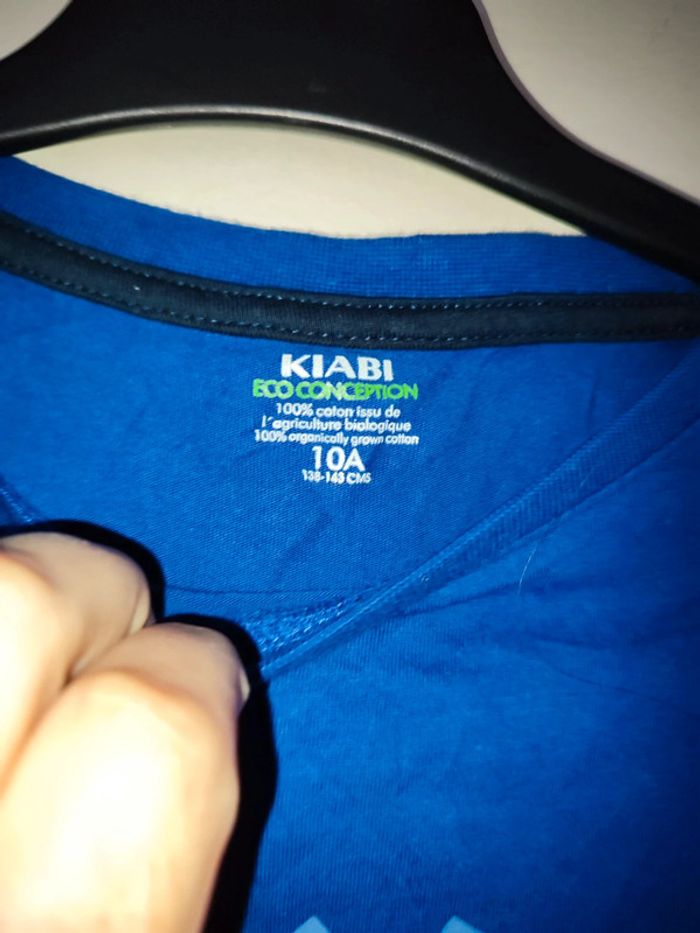 KIABI
ECO CONCEPTION
100% coton issu de
l'agriculture biologique
100% organically grown cotton
10A
138-143 CMS